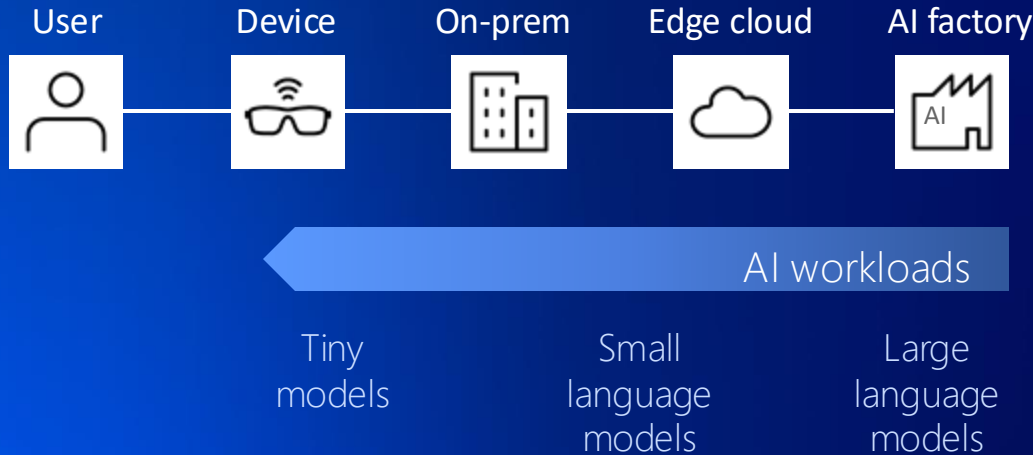 User Device On-prem Edge cloud AI factory
AI
AI workloads
Tiny Small Large
models language language
models models